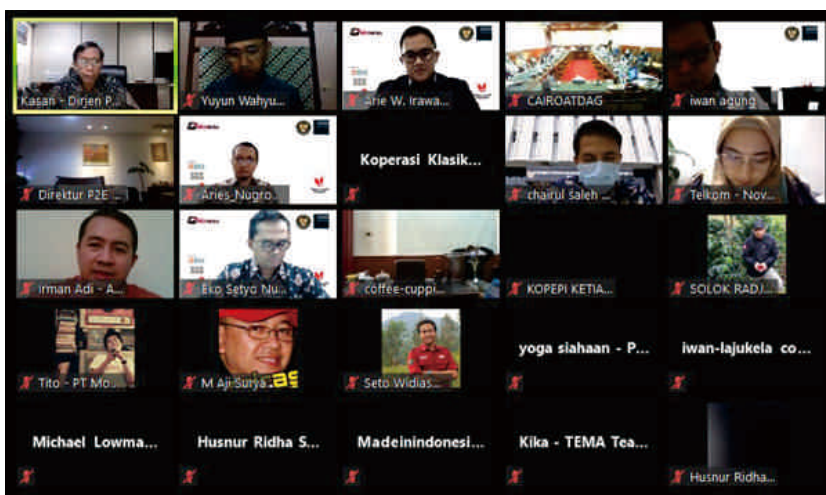 Kasan - Dirjen P...
Yuyun Wahyu...
Arie W. Irawa...
CAIROATDAG
iwan agung
Direktur P2E ...
Aries_Nugro...
Koperasi Klasik...
chairul saleh ...
Telkom - Nov...
irman Adi - A...
Eko Setyo Nu...
coffee-cuppi...
KOPEPI KETIA...
SOLOK RADJ...
Tito - PT Mo...
M Aji Surya
Seto Widias...
yoga siahaan - P...
iwan-lajukela co...
Michael Lowma...
Husnur Ridha S...
Madeinindonesi...
Kika - TEMA Tea...
Husnur Ridha...